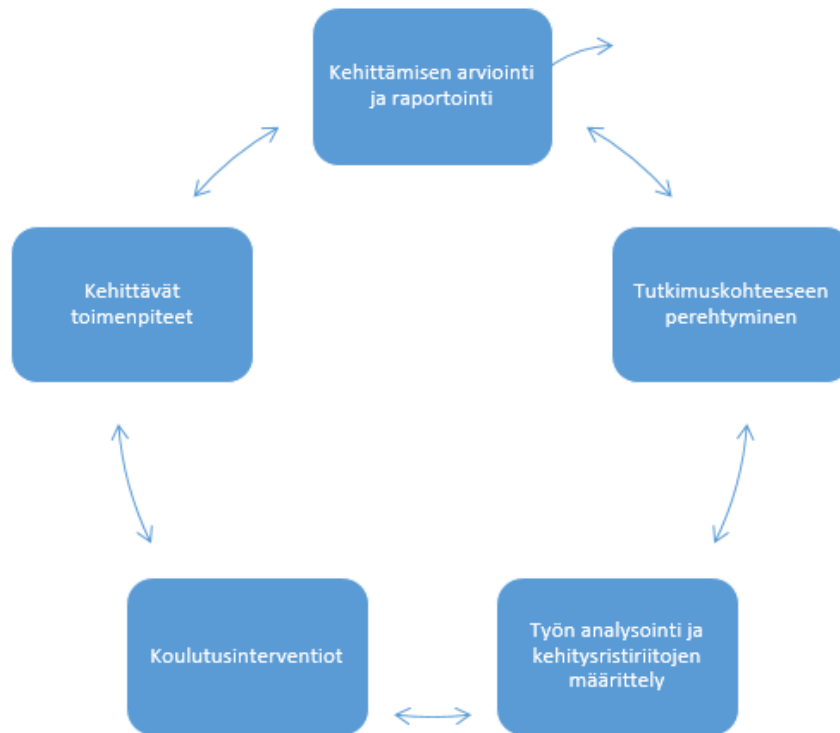 Kehittämisen arviointi
ja raportointi
Kehittävät
toimenpiteet
Tutkimuskohteeseen
perehtyminen
Koulutusinterventiot
Työn analysointi ja
kehitysristiriitojen
määrittely